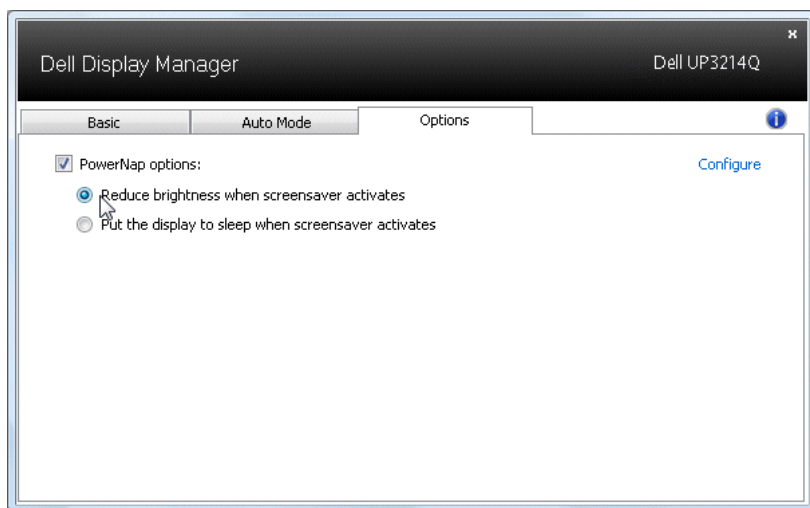 Dell Display Manager
Dell UP3214Q
Basic
Auto Mode
Options
PowerNap options:
Configure
Reduce brightness when screensaver activates
Put the display to sleep when screensaver activates